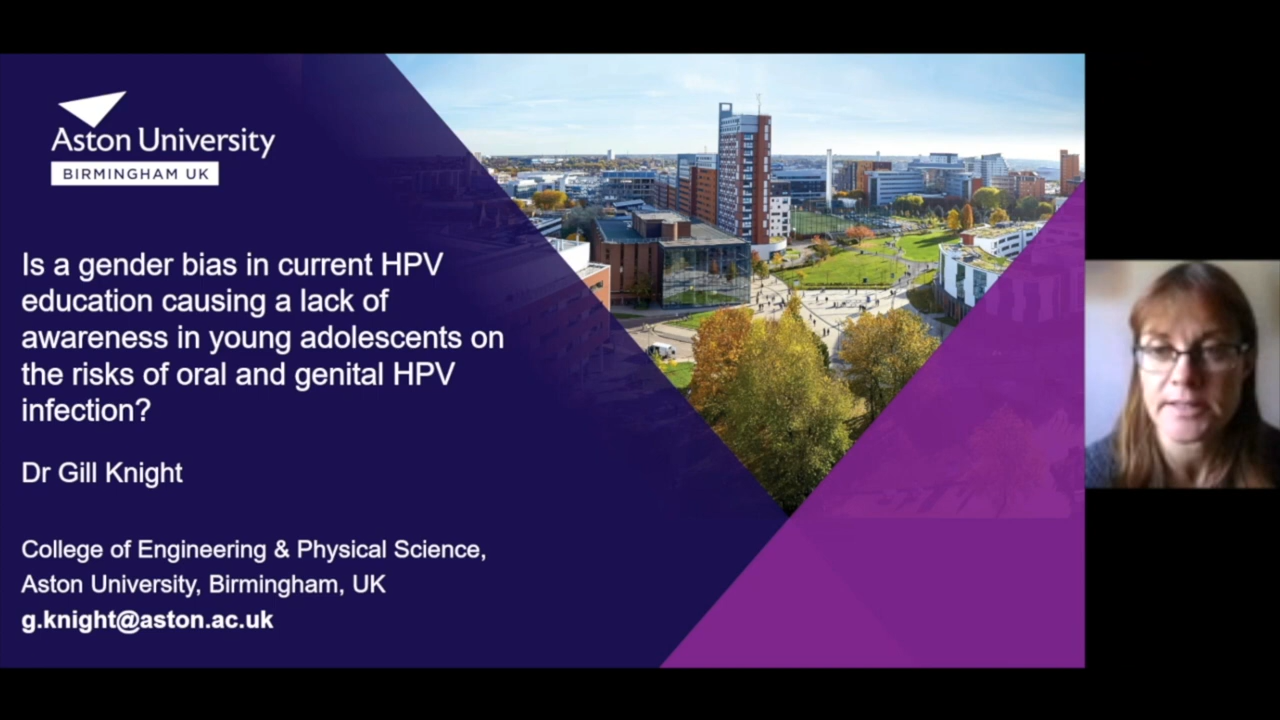 Aston University
BIRMINGHAM UK
Is a gender bias in current HPV
education causing a lack of
awareness in young adolescents on
the risks of oral and genital HPV
infection?
Dr Gill Knight
College of Engineering & Physical Science,
Aston University, Birmingham, UK
g.knight@aston.ac.uk